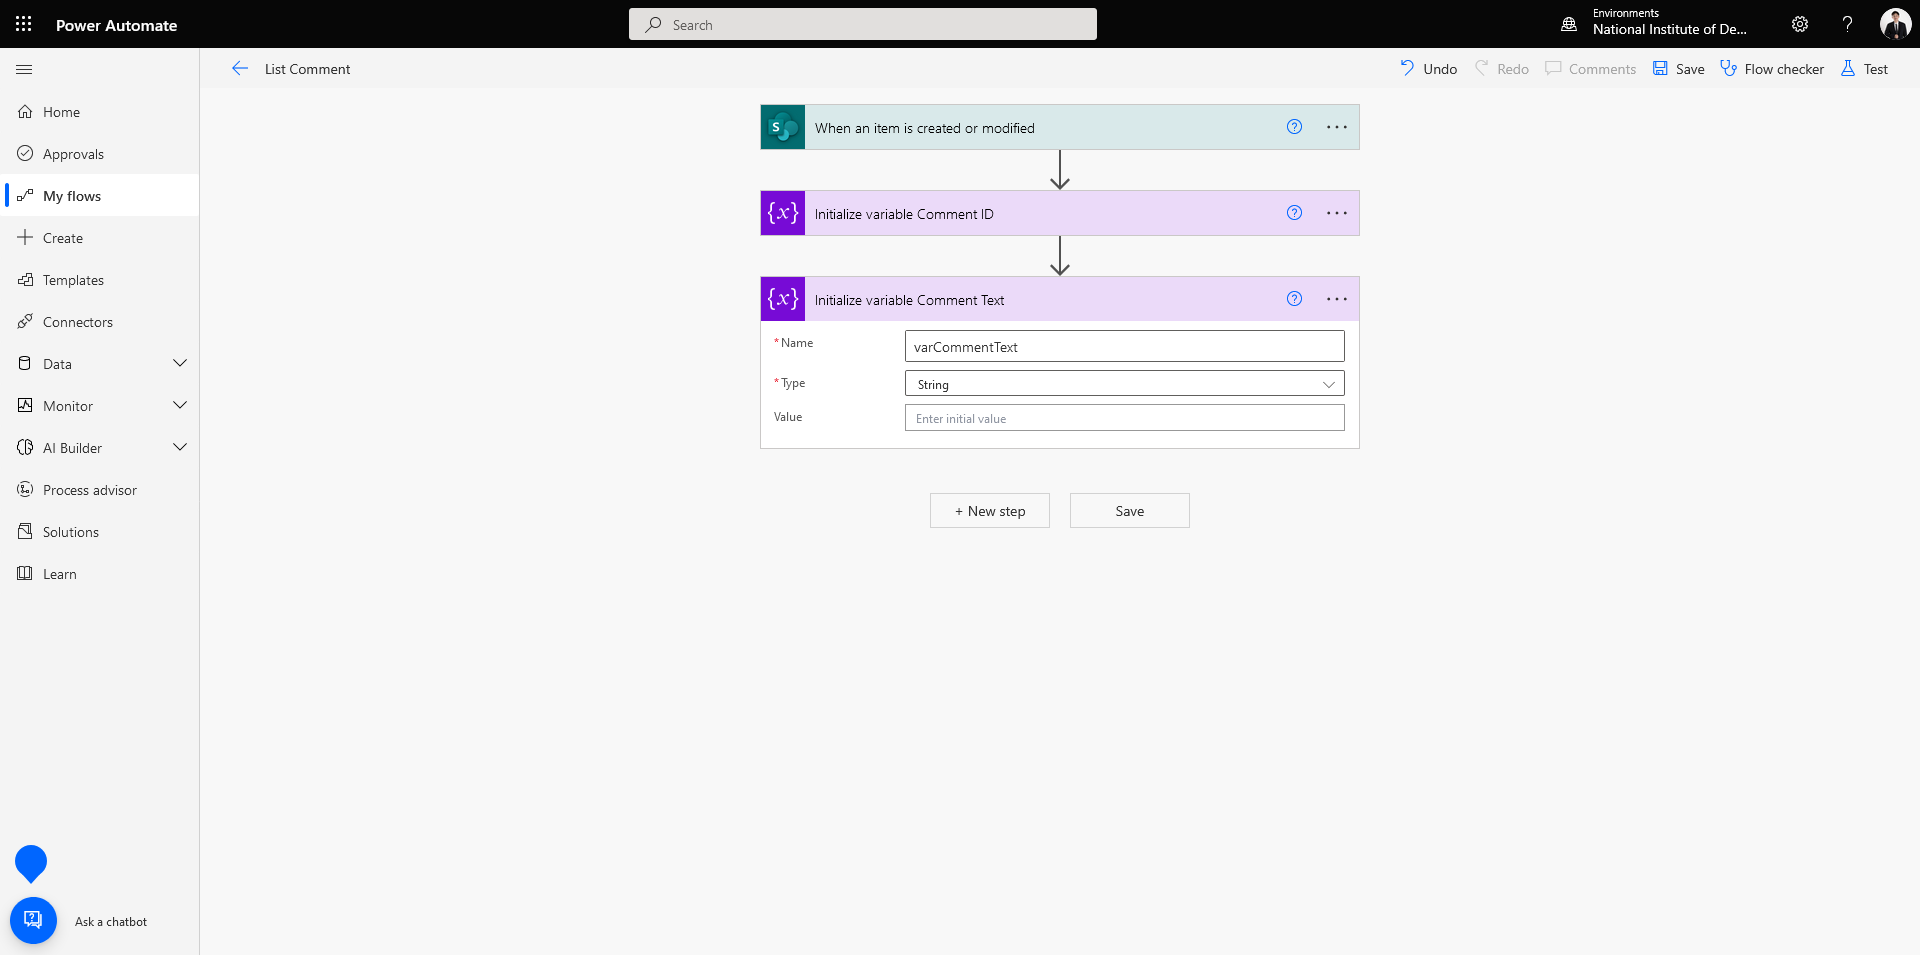 Power Automate
Search
Environments
National Institute of De...
List Comment
Undo
Redo
Comments
Save
Flow checker
Test
Home
Approvals
My flows
Create
Templates
Connectors
Data
Monitor
AI Builder
Process advisor
Solutions
Learn
Ask a chatbot
S
When an item is created or modified
{x}
Initialize variable Comment ID
{x}
Initialize variable Comment Text
* Name
varCommentText
* Type
String
Value
Enter initial value
+ New step
Save